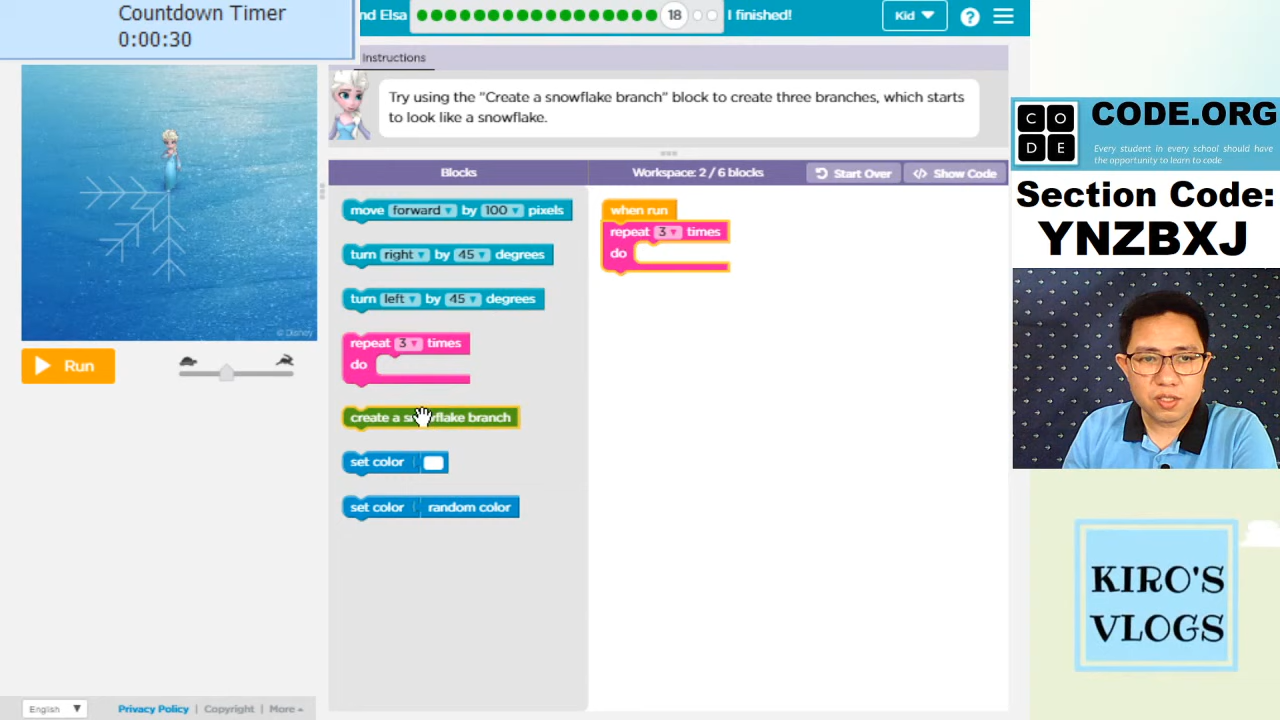 Countdown Timer
0:00:30
nd Elsa
18
I finished!
Kid
?
Instructions
Try using the "Create a snowflake branch" block to create three branches, which starts
to look like a snowflake.
Blocks
Workspace: 2 / 6 blocks
Start Over
</> Show Code
move forward by 100 pixels
turn right by 45 degrees
turn left by 45 degrees
repeat 3 times
do
create a snowflake branch
set color
set color random color
when run
repeat 3 times
do
© Disney
Run
English
Privacy Policy | Copyright | More
C O
D E
CODE.ORG
Every student in every school should have
the opportunity to learn to code
Section Code:
YNZBXJ
KIRO'S
VLOGS